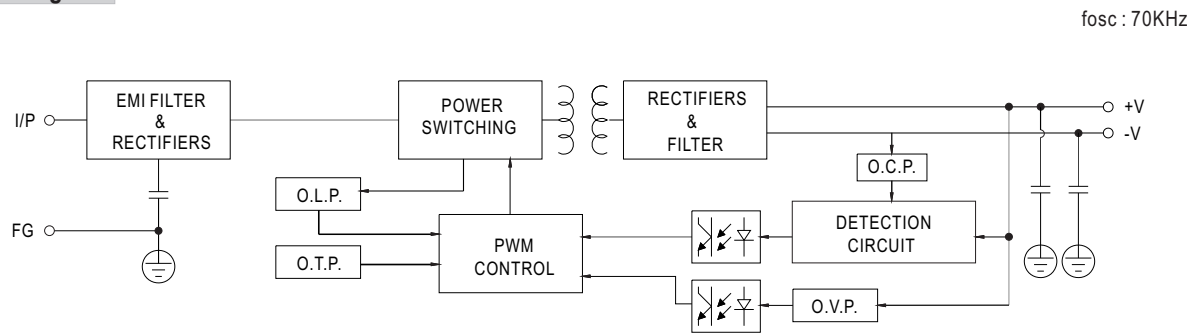 fosc : 70KHz
I/P
EMI FILTER
&
RECTIFIERS
POWER
SWITCHING
RECTIFIERS
&
FILTER
+V
-V
O.C.P.
O.L.P.
FG
PWM
CONTROL
DETECTION
CIRCUIT
O.T.P.
O.V.P.